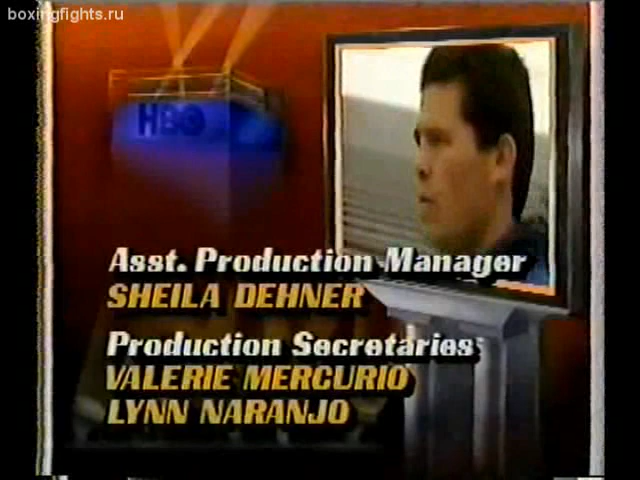 boxingfights.ru
HBO
Asst. Production Manager
SHEILA DEHNER
Production Secretaries
VALERIE MERCURIO
LYNN NARANJO